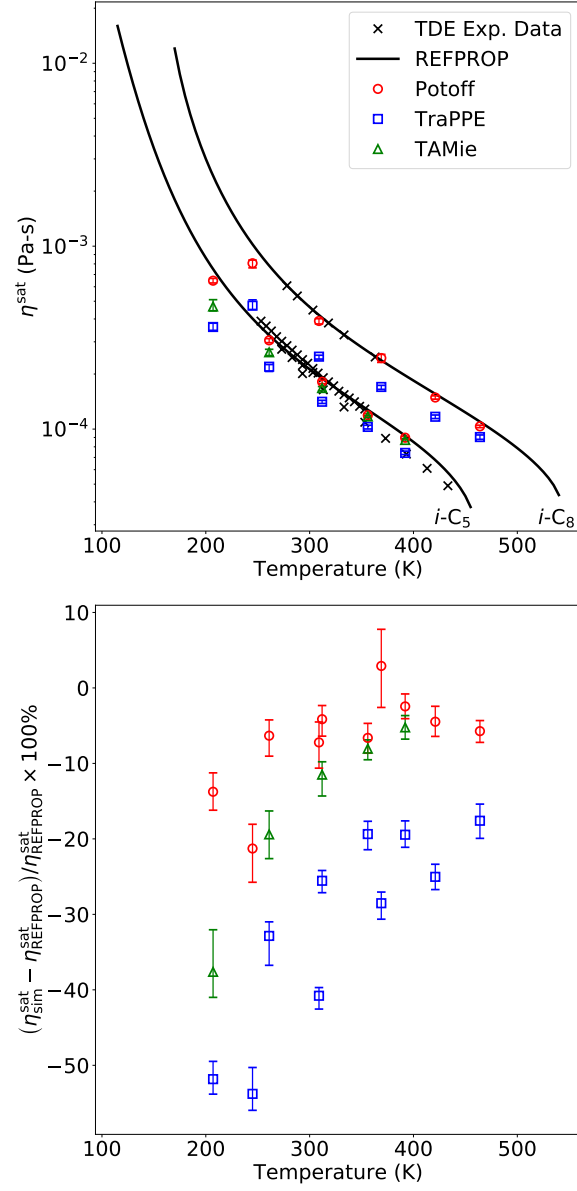 TDE Exp. Data
REFPROP
Potoff
TraPPE
TAMie
10⁻²
10⁻³
10⁻⁴
η^sat (Pa-s)
i-C₅ i-C₈
100 200 300 400 500
Temperature (K)
10
0
−10
−20
−30
−40
−50
(η^sat_sim − η^sat_REFPROP)/η^sat_REFPROP × 100%
100 200 300 400 500
Temperature (K)